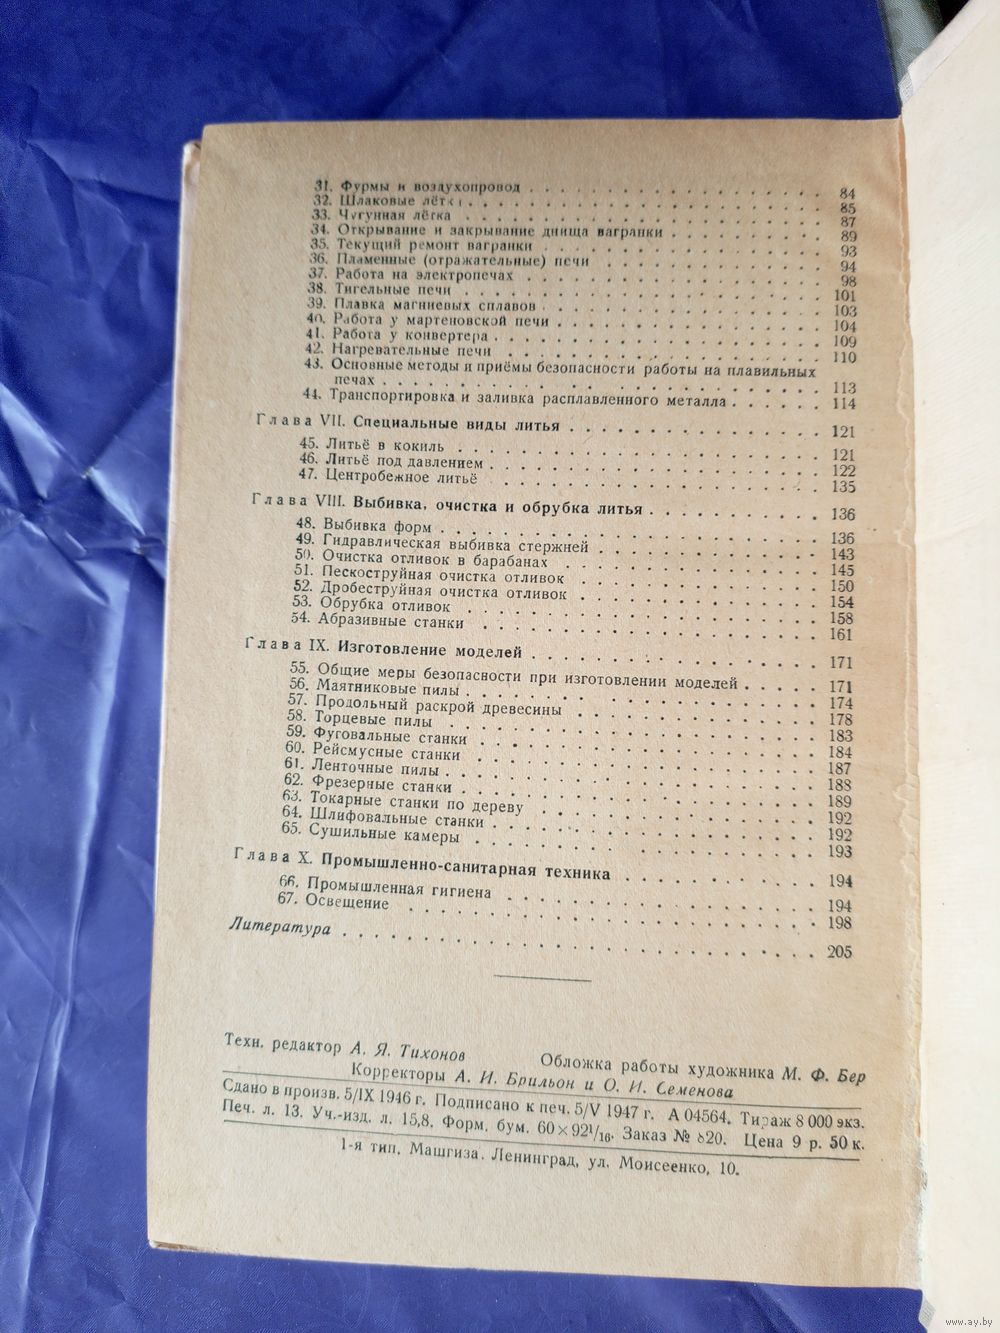 31. Фурмы и воздухопровод . . . . . . . . . . . . . . . . 84
32. Шлаковые лётки . . . . . . . . . . . . . . . . . . . 85
33. Чугунная лётка . . . . . . . . . . . . . . . . . . . 87
34. Открывание и закрывание днища вагранки . . . . . . . . 89
35. Текущий ремонт вагранки . . . . . . . . . . . . . . . 93
36. Пламенные (отражательные) печи . . . . . . . . . . . . 94
37. Работа на электропечах . . . . . . . . . . . . . . . . 98
38. Тигельные печи . . . . . . . . . . . . . . . . . . . 101
39. Плавка магниевых сплавов . . . . . . . . . . . . . . . 103
40. Работа у мартеновской печи . . . . . . . . . . . . . . 104
41. Работа у конвертера . . . . . . . . . . . . . . . . . 109
42. Нагревательные печи . . . . . . . . . . . . . . . . . 110
43. Основные методы и приёмы безопасности работы на плавильных
печах . . . . . . . . . . . . . . . . . . . . . . . . 113
44. Транспортировка и заливка расплавленного металла . . . . . . 114
Глава VII. Специальные виды литья . . . . . . . . . . . . . . 121
45. Литьё в кокиль . . . . . . . . . . . . . . . . . . . 121
46. Литьё под давлением . . . . . . . . . . . . . . . . . 122
47. Центробежное литьё . . . . . . . . . . . . . . . . . . 135
Глава VIII. Выбивка, очистка и обрубка литья . . . . . . . . . . 136
48. Выбивка форм . . . . . . . . . . . . . . . . . . . . 136
49. Гидравлическая выбивка стержней . . . . . . . . . . . . 143
50. Очистка отливок в барабанах . . . . . . . . . . . . . . 145
51. Пескоструйная очистка отливок . . . . . . . . . . . . . 150
52. Дробеструйная очистка отливок . . . . . . . . . . . . . 154
53. Обрубка отливок . . . . . . . . . . . . . . . . . . . 158
54. Абразивные станки . . . . . . . . . . . . . . . . . . 161
Глава IX. Изготовление моделей . . . . . . . . . . . . . . . . 171
55. Общие меры безопасности при изготовлении моделей . . . . . 171
56. Маятниковые пилы . . . . . . . . . . . . . . . . . . . 174
57. Продольный раскрой древесины . . . . . . . . . . . . . . 178
58. Торцевые пилы . . . . . . . . . . . . . . . . . . . . 183
59. Фуговальные станки . . . . . . . . . . . . . . . . . . 184
60. Рейсмусные станки . . . . . . . . . . . . . . . . . . 187
61. Ленточные пилы . . . . . . . . . . . . . . . . . . . . 188
62. Фрезерные станки . . . . . . . . . . . . . . . . . . . 189
63. Токарные станки по дереву . . . . . . . . . . . . . . . 192
64. Шлифовальные станки . . . . . . . . . . . . . . . . . . 192
65. Сушильные камеры . . . . . . . . . . . . . . . . . . . 193
Глава X. Промышленно-санитарная техника . . . . . . . . . . . . 194
66. Промышленная гигиена . . . . . . . . . . . . . . . . . 194
67. Освещение . . . . . . . . . . . . . . . . . . . . . . 198
Литература . . . . . . . . . . . . . . . . . . . . . . . . . 205
Техн. редактор А. Я. Тихонов Обложка работы художника М. Ф. Бер
Корректоры А. И. Брильон и О. И. Семенова
Сдано в произв. 5/IX 1946 г. Подписано к печ. 5/V 1947 г. А 04564. Тираж 8 000 экз.
Печ. л. 13. Уч.-изд. л. 15,8. Форм. бум. 60×92 1/16. Заказ № 820. Цена 9 р. 50 к.
1-я тип. Машгиза. Ленинград, ул. Моисеенко, 10.
www.ay.by